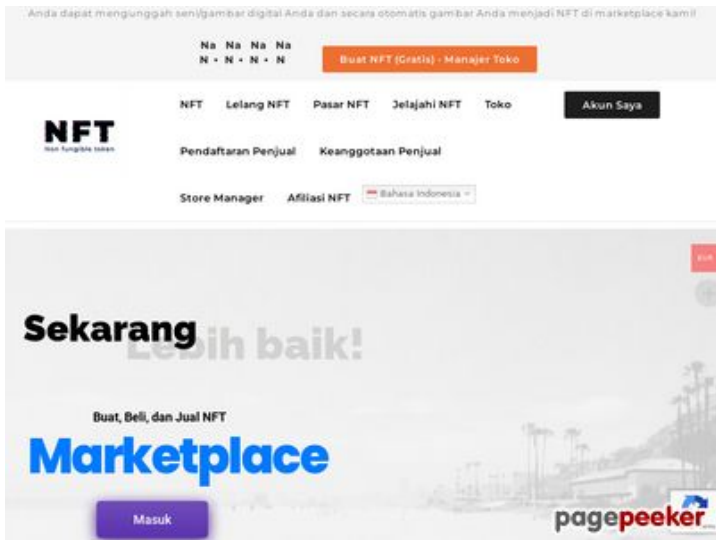 Anda dapat mengunggah seni/gambar digital Anda dan secara otomatis gambar Anda menjadi NFT di marketplace kami!
Na Na Na Na
N • N • N • N
Buat NFT (Gratis) - Manajer Toko
NFT
Non fungible token
NFT Lelang NFT Pasar NFT Jelajahi NFT Toko
Akun Saya
Pendaftaran Penjual Keanggotaan Penjual
Store Manager Afiliasi NFT Bahasa Indonesia
EUR
Sekarang
Lebih baik!
Buat, Beli, dan Jual NFT
Marketplace
Masuk
pagepeeker